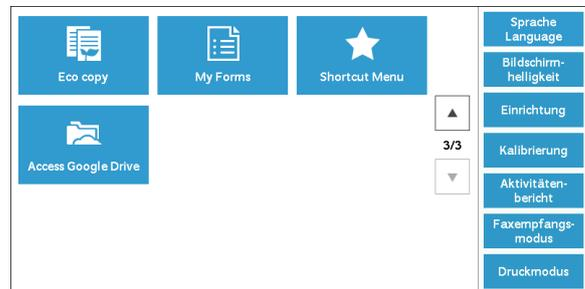 Eco copy
My Forms
Shortcut Menu
Access Google Drive
3/3
Sprache
Language
Bildschirm-
helligkeit
Einrichtung
Kalibrierung
Aktivitäten-
bericht
Faxempfangs-
modus
Druckmodus